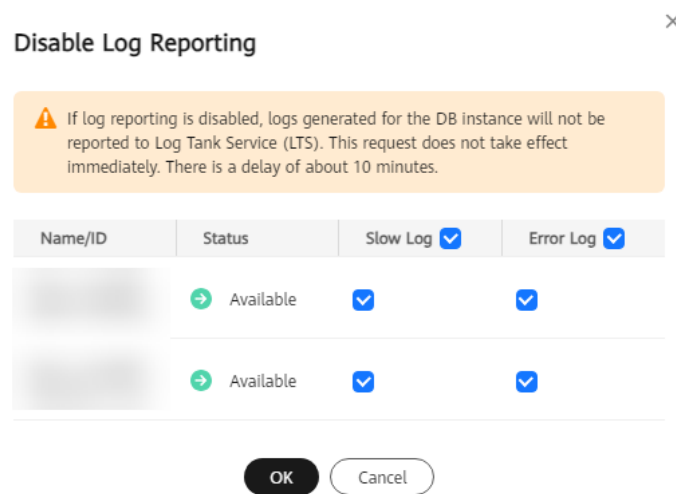 Disable Log Reporting
If log reporting is disabled, logs generated for the DB instance will not be
reported to Log Tank Service (LTS). This request does not take effect
immediately. There is a delay of about 10 minutes.
Name/ID Status Slow Log Error Log
Available
Available
OK Cancel